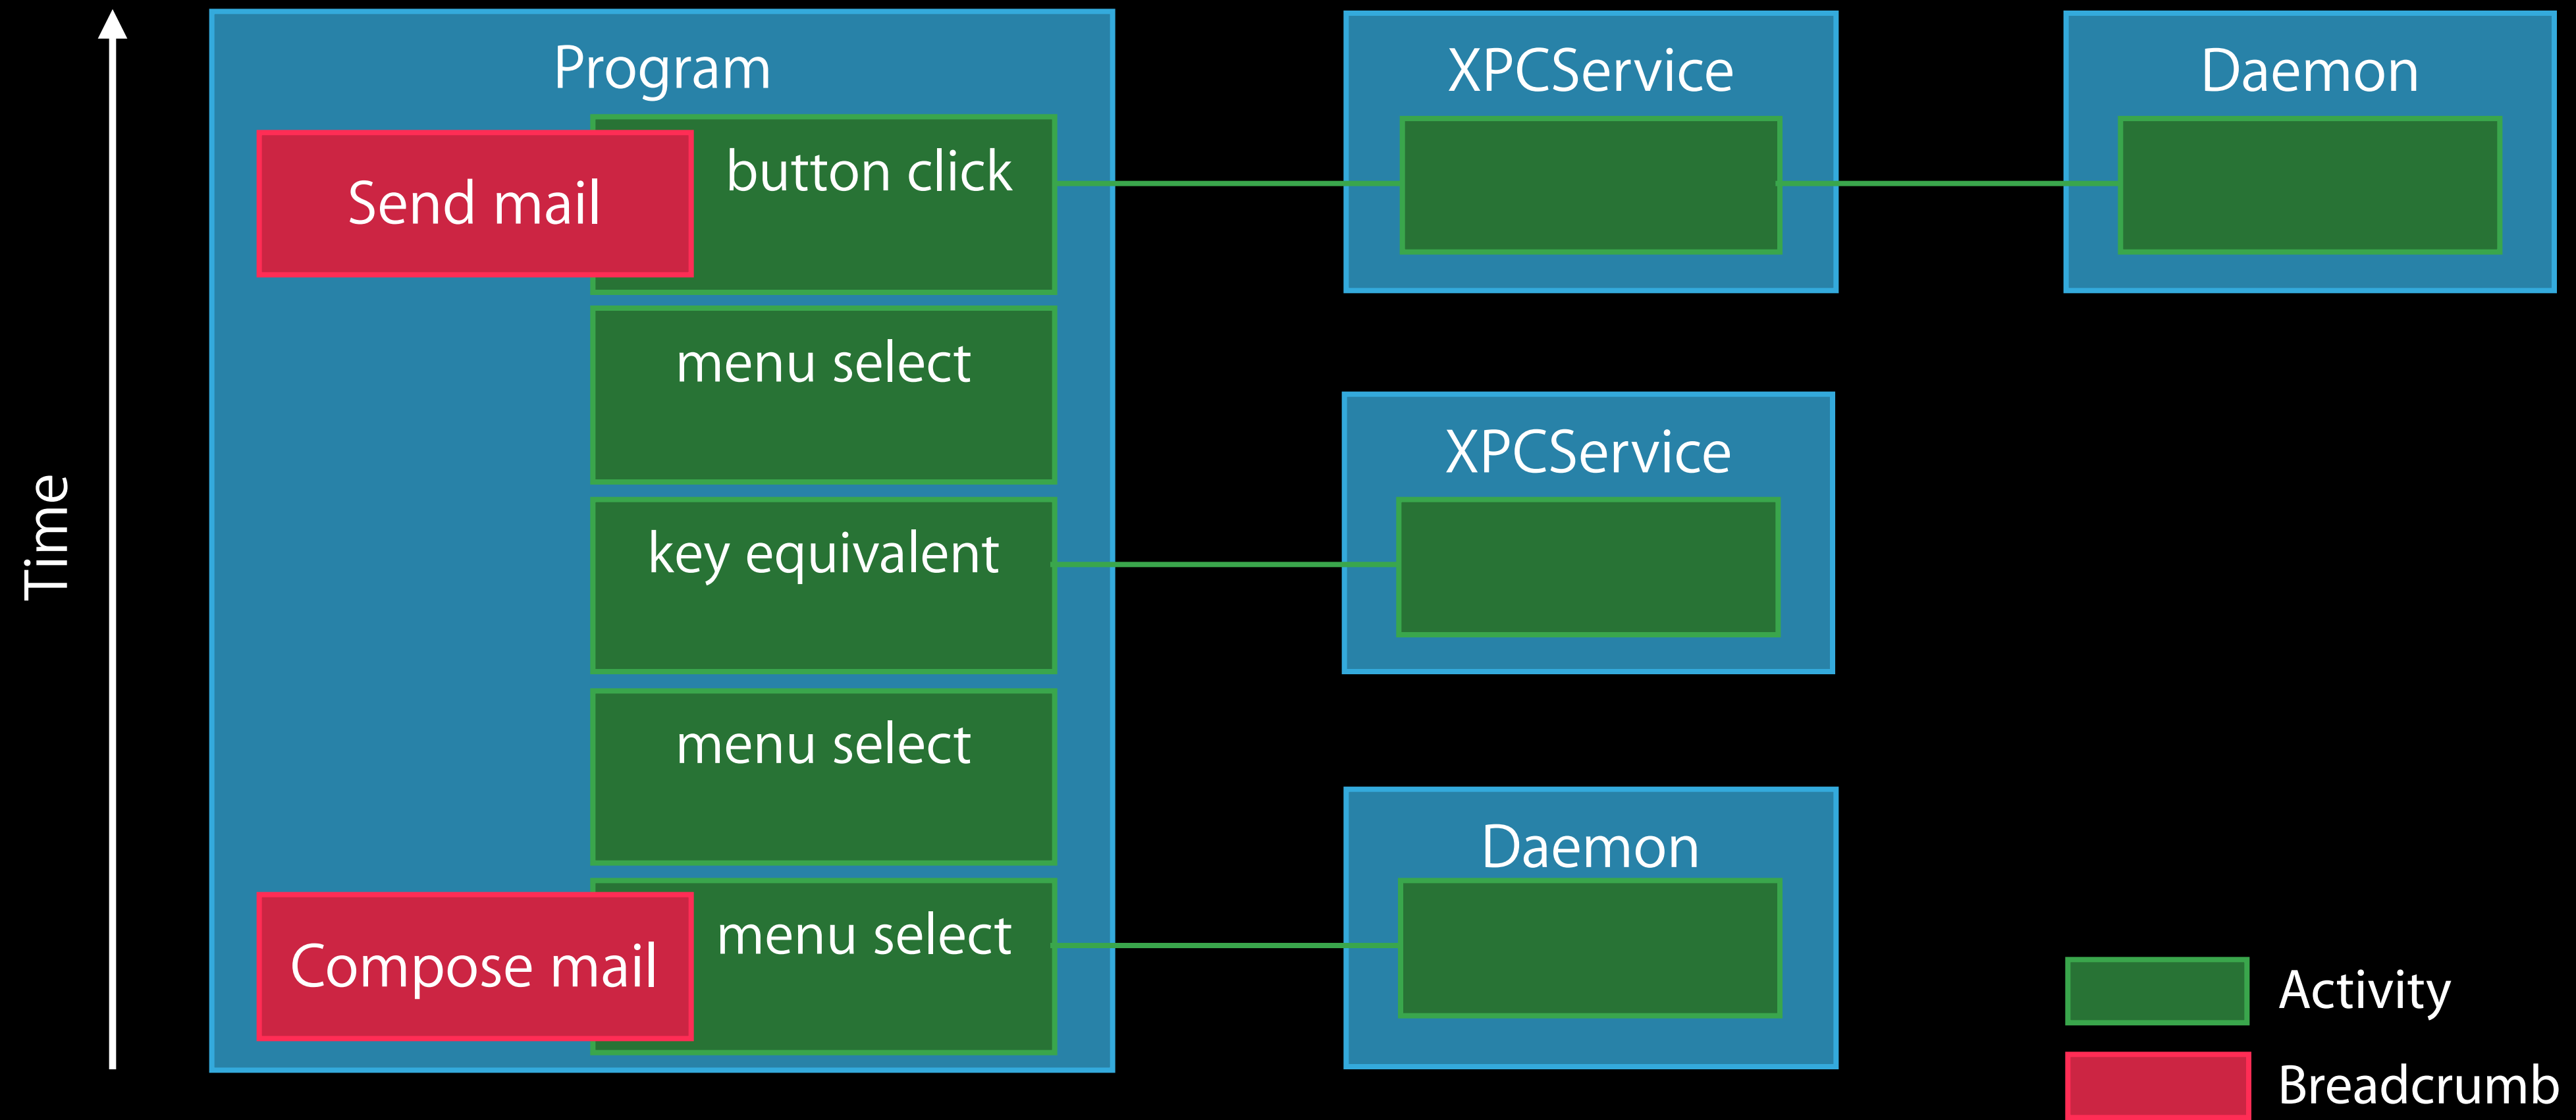 Program
XPCService
Daemon
Send mail
button click
menu select
XPCService
key equivalent
Time
menu select
Daemon
Compose mail
menu select
Activity
Breadcrumb